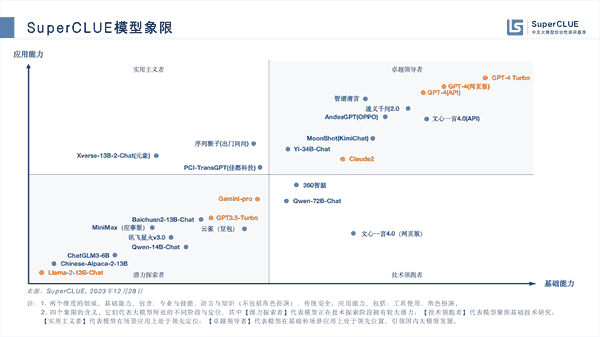 SuperCLUE模型象限
SuperCLUE
中文大模型综合性测评基准
应用能力
实用主义者
卓越领导者
GPT-4 Turbo
GPT-4(网页版)
GPT-4(API)
智谱清言
通义千问2.0
AndesGPT(OPPO)
文心一言4.0(API)
序列猴子(出门问问)
MoonShot(KimiChat)
Yi-34B-Chat
Xverse-13B-2-Chat(元象)
Claude2
PCI-TransGPT(佳都科技)
360智脑
Gemini-pro
Qwen-72B-Chat
Baichuan2-13B-Chat
GPT3.5-Turbo
MiniMax（应事版）
云雀（豆包）
讯飞星火v3.0
文心一言4.0（网页版）
Qwen-14B-Chat
ChatGLM3-6B
Chinese-Alpaca-2-13B
Llama-2-13B-Chat
潜力探索者
技术领跑者
基础能力
来源：SuperCLUE, 2023年12月28日
注：1. 两个维度的组成。基础能力，包含：专业与技能、语言与知识（不包括角色扮演）、传统安全；应用能力，包括：工具使用、角色扮演。
2. 四个象限的含义。它们代表大模型所处的不同阶段与定位，其中【潜力探索者】代表模型正在技术探索阶段拥有较大潜力；【技术领跑者】代表模型聚焦基础技术研究；
【实用主义者】代表模型在场景应用上处于领先定位；【卓越领导者】代表模型在基础和场景应用上处于领先位置，引领国内大模型发展。